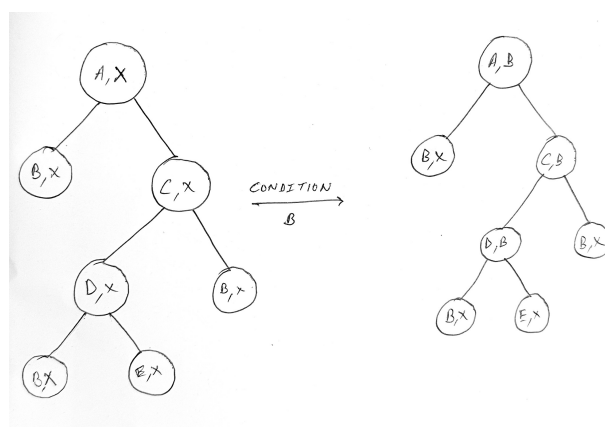 A,X
A,B
B,X
C,X
CONDITION
B
B,X
C,B
D,X
B,X
D,B
B,X
B,X
E,X
B,X
E,X